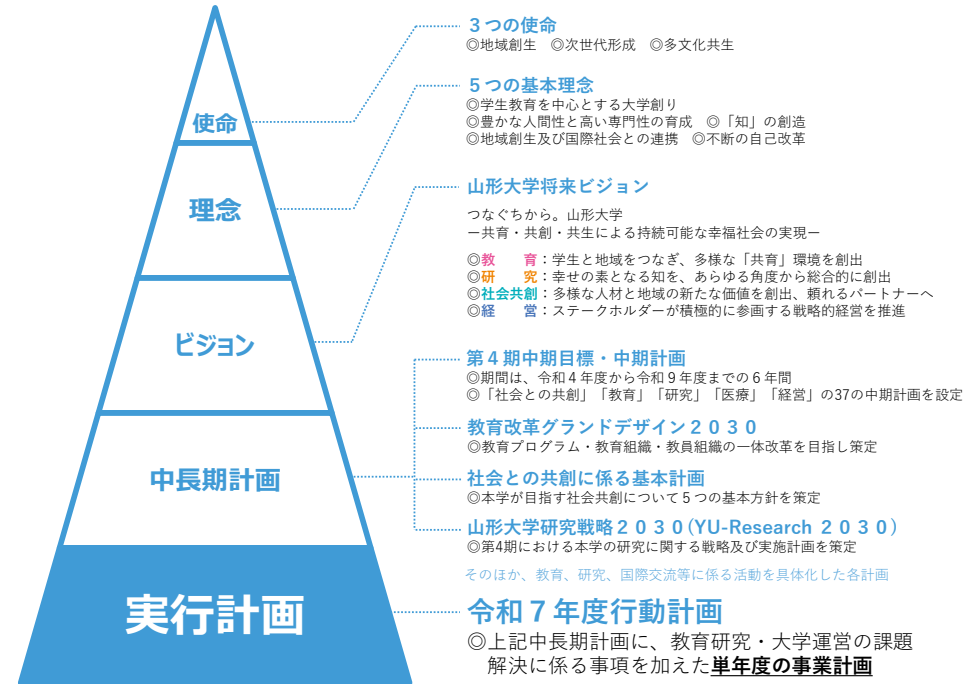 使命
３つの使命
◎地域創生　◎次世代形成　◎多文化共生
理念
５つの基本理念
◎学生教育を中心とする大学創り
◎豊かな人間性と高い専門性の育成　◎「知」の創造
◎地域創生及び国際社会との連携　◎不断の自己改革
ビジョン
山形大学将来ビジョン
つなぐちから。山形大学
ー共育・共創・共生による持続可能な幸福社会の実現ー
◎教　　育：学生と地域をつなぎ、多様な「共育」環境を創出
◎研　　究：幸せの素となる知を、あらゆる角度から総合的に創出
◎社会共創：多様な人材と地域の新たな価値を創出、頼れるパートナーへ
◎経　　営：ステークホルダーが積極的に参画する戦略的経営を推進
中長期計画
第４期中期目標・中期計画
◎期間は、令和４年度から令和９年度までの６年間
◎「社会との共創」「教育」「研究」「医療」「経営」の37の中期計画を設定
教育改革グランドデザイン２０３０
◎教育プログラム・教育組織・教員組織の一体改革を目指し策定
社会との共創に係る基本計画
◎本学が目指す社会共創について５つの基本方針を策定
山形大学研究戦略２０３０(YU-Research ２０３０)
◎第4期における本学の研究に関する戦略及び実施計画を策定
そのほか、教育、研究、国際交流等に係る活動を具体化した各計画
実行計画
令和７年度行動計画
◎上記中長期計画に、教育研究・大学運営の課題
解決に係る事項を加えた単年度の事業計画